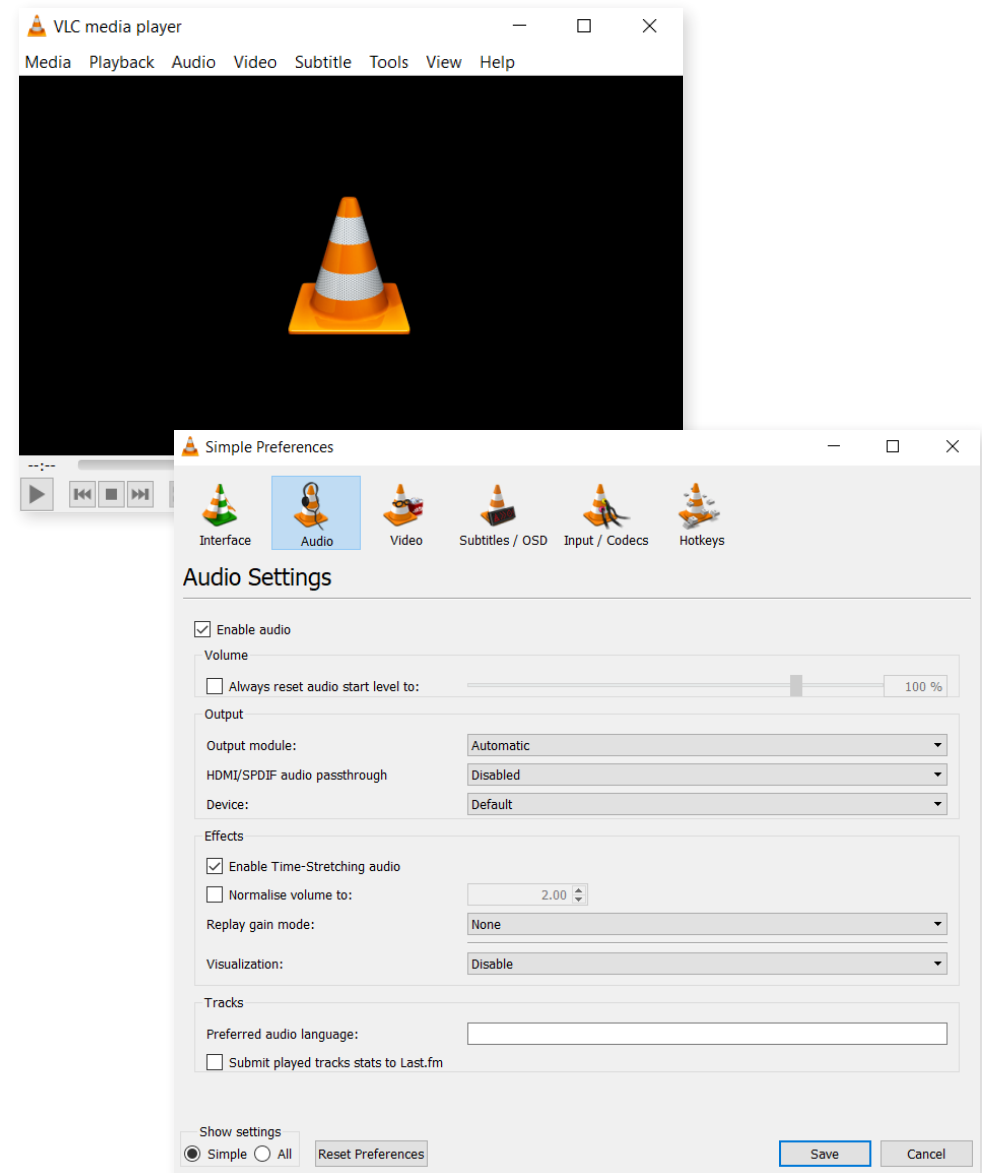 VLC media player
Media Playback Audio Video Subtitle Tools View Help
--:--
Simple Preferences
Interface Audio Video Subtitles / OSD Input / Codecs Hotkeys
Audio Settings
Enable audio
Volume
Always reset audio start level to: 100 %
Output
Output module: Automatic
HDMI/SPDIF audio passthrough Disabled
Device: Default
Effects
Enable Time-Stretching audio
Normalise volume to: 2.00
Replay gain mode: None
Visualization: Disable
Tracks
Preferred audio language:
Submit played tracks stats to Last.fm
Show settings
Simple All Reset Preferences Save Cancel